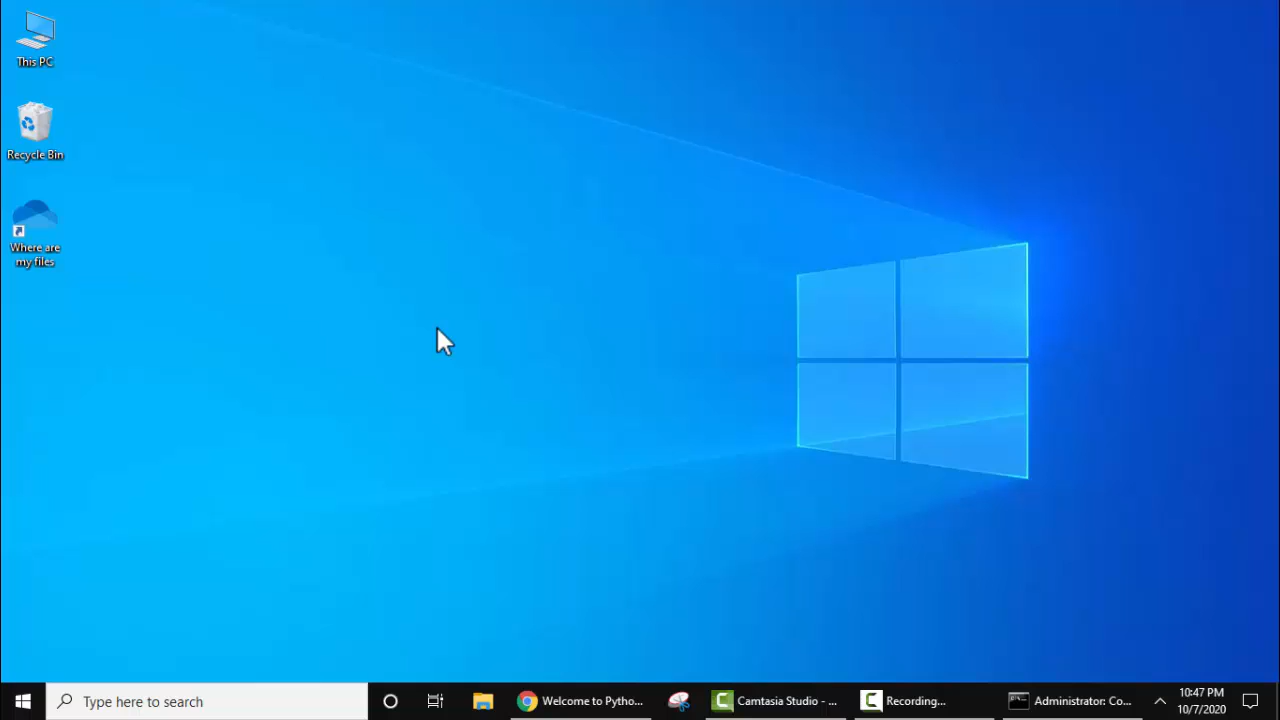 This PC
Recycle Bin
Where are
my files
Type here to search
Welcome to Pytho...
Camtasia Studio - ...
Recording...
Administrator: Co...
10:47 PM
10/7/2020